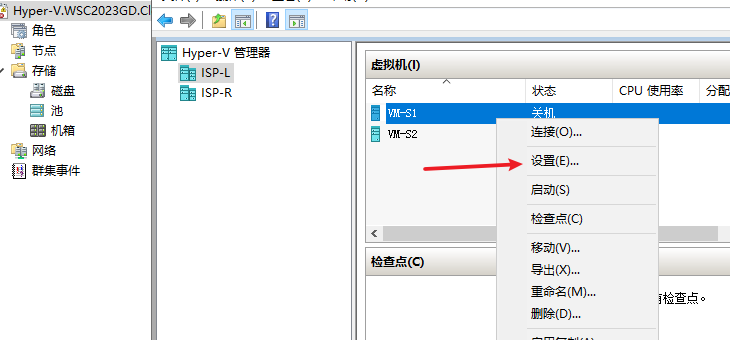 Hyper-V.WSC2023GD.Cl
角色
节点
存储
磁盘
池
机箱
网络
群集事件
Hyper-V 管理器
ISP-L
ISP-R
虚拟机(I)
名称 状态 CPU 使用率 分配
VM-S1 关机
VM-S2
连接(O)...
设置(E)...
启动(S)
检查点(C)
移动(V)...
导出(X)...
重命名(M)...
删除(D)...
检查点(C)
有检查点。